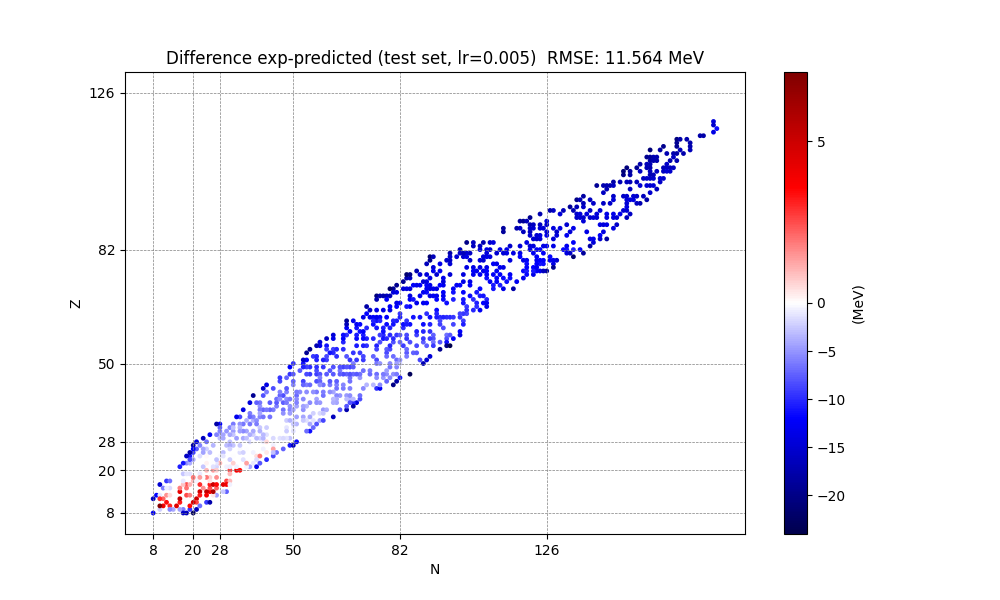 Difference exp-predicted (test set, lr=0.005)  RMSE: 11.564 MeV
126
82
50
28
20
8
Z
8 20 28 50 82 126
N
5
0
−5
−10
−15
−20
(MeV)